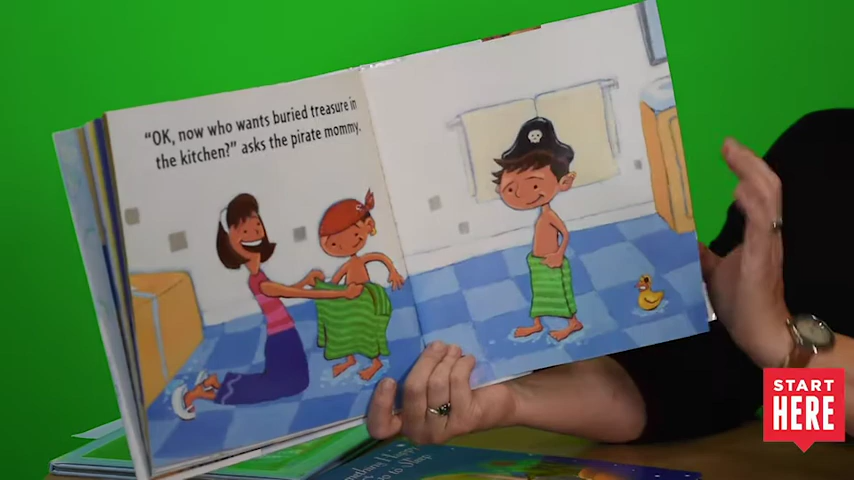 "OK, now who wants buried treasure in
the kitchen?" asks the pirate mommy.
START
HERE